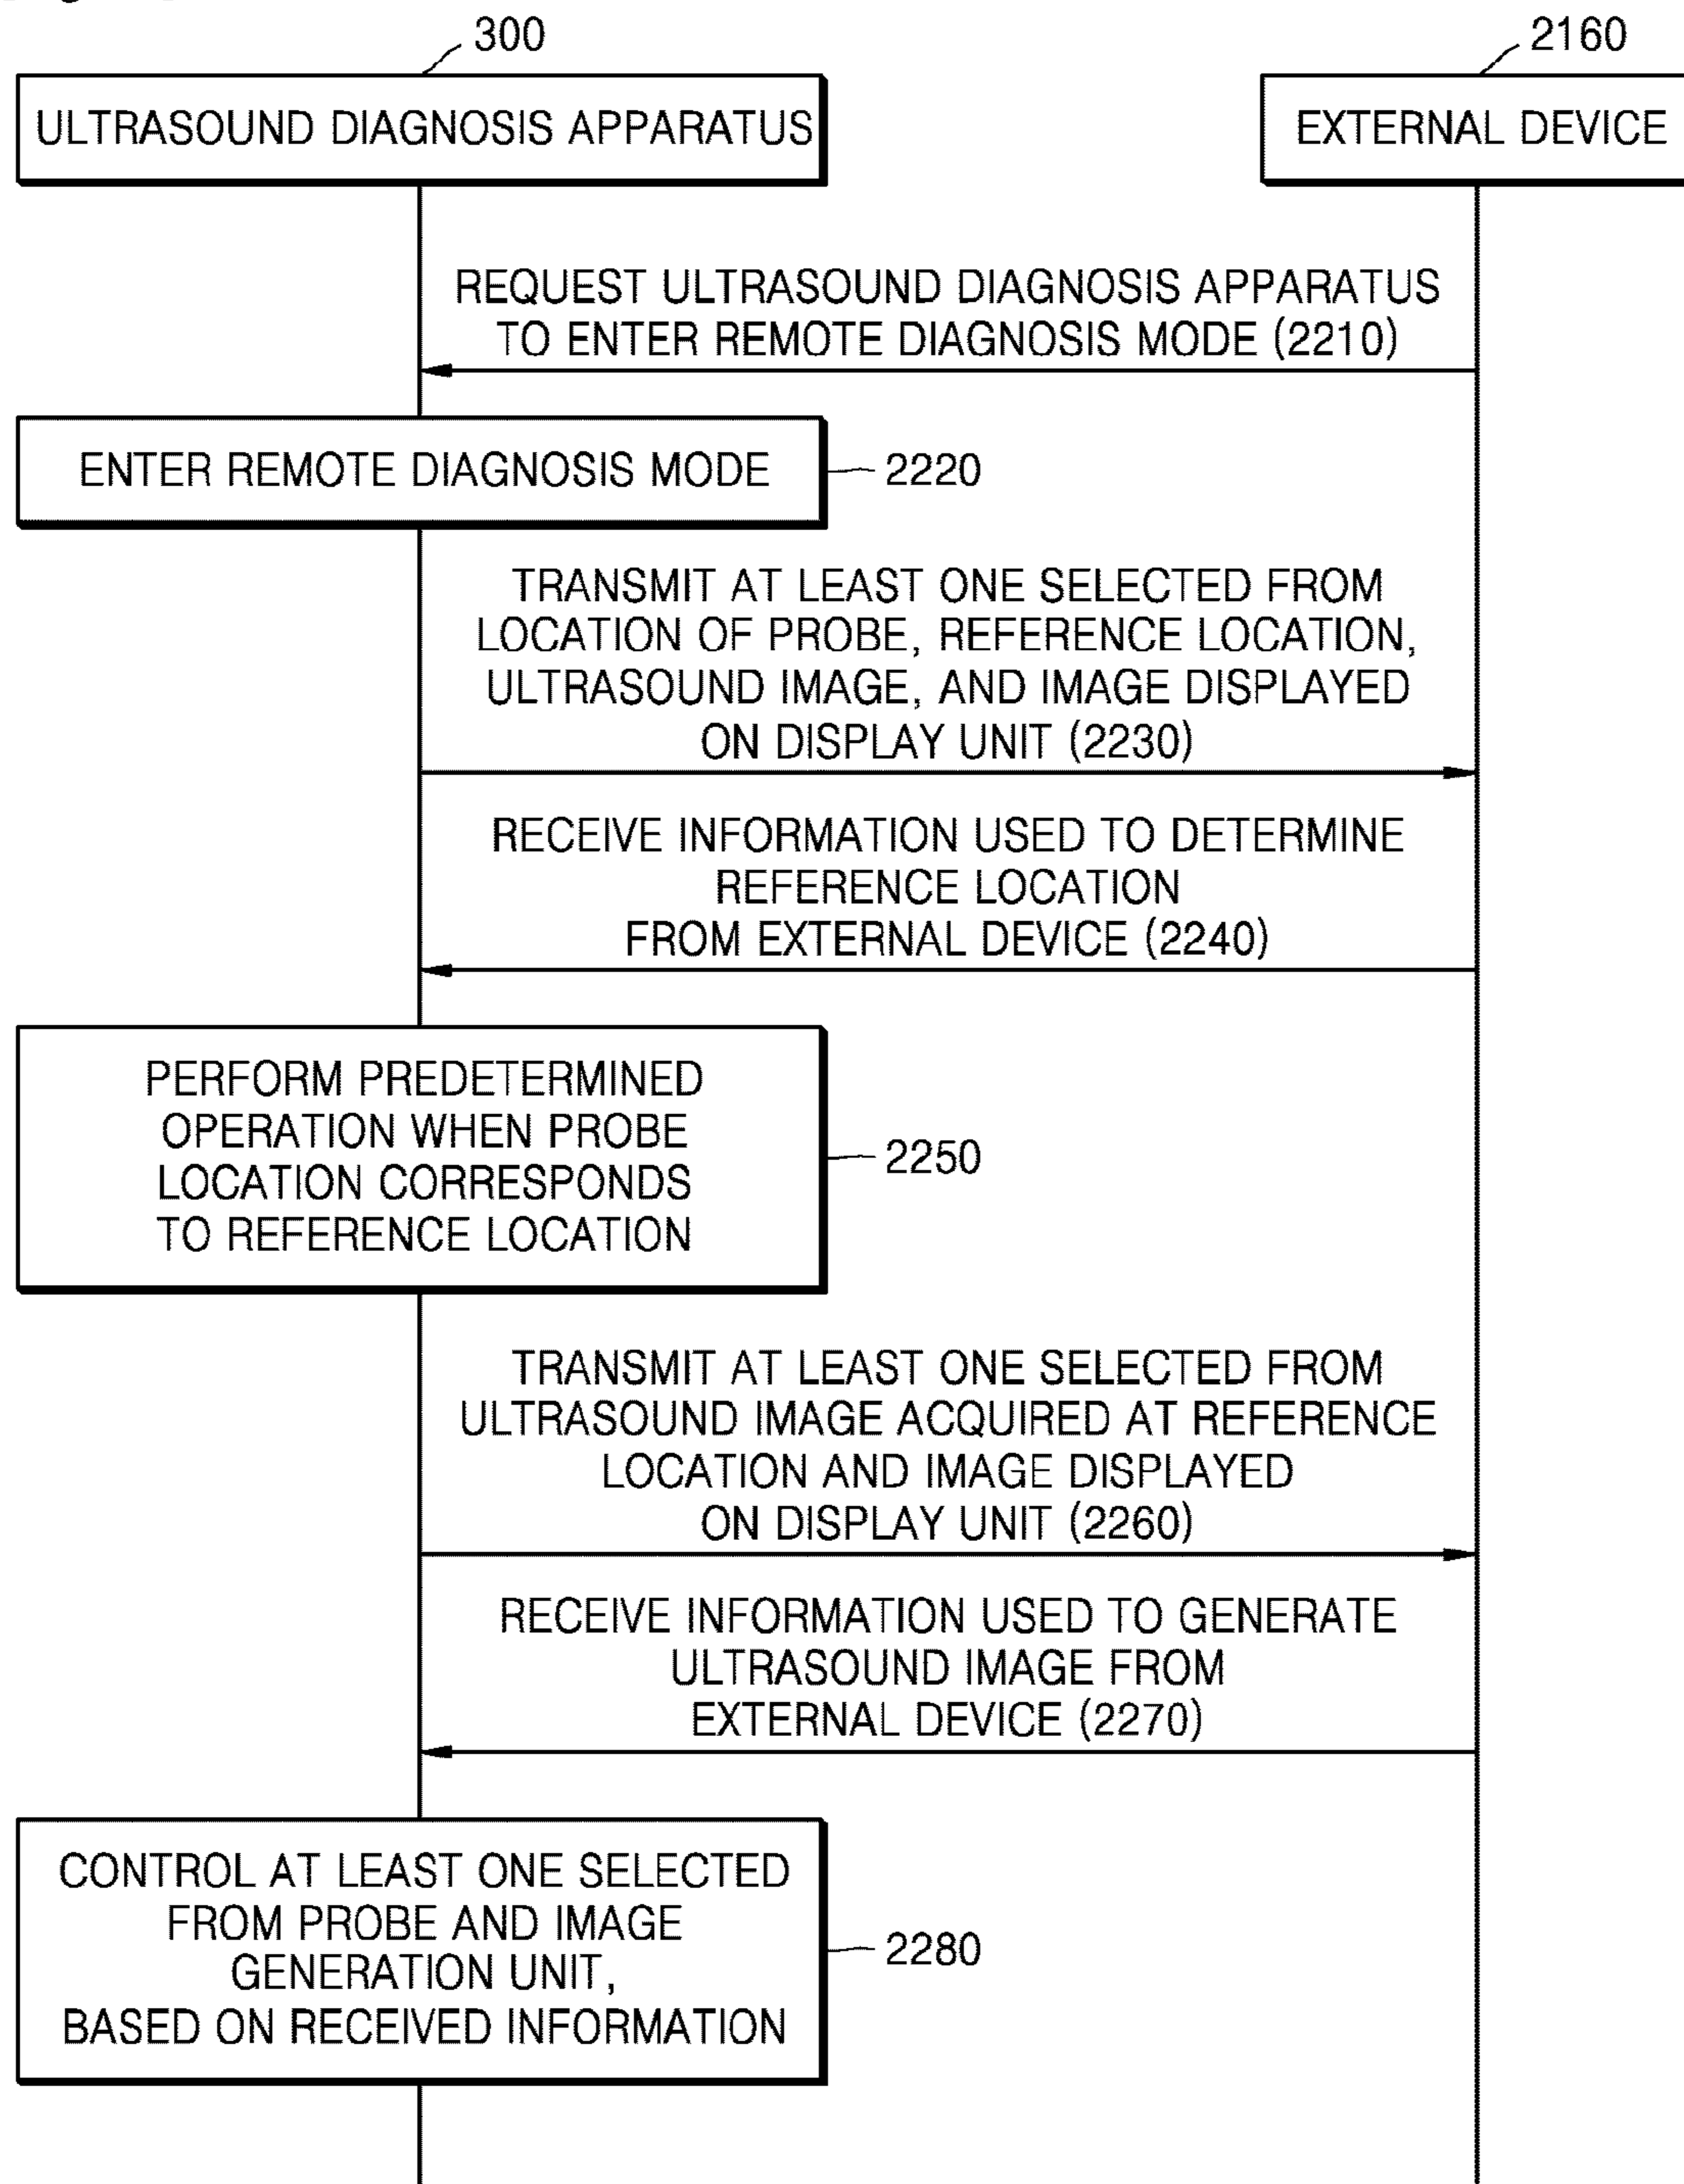 300
2160
ULTRASOUND DIAGNOSIS APPARATUS
EXTERNAL DEVICE
REQUEST ULTRASOUND DIAGNOSIS APPARATUS
TO ENTER REMOTE DIAGNOSIS MODE (2210)
ENTER REMOTE DIAGNOSIS MODE
2220
TRANSMIT AT LEAST ONE SELECTED FROM
LOCATION OF PROBE, REFERENCE LOCATION,
ULTRASOUND IMAGE, AND IMAGE DISPLAYED
ON DISPLAY UNIT (2230)
RECEIVE INFORMATION USED TO DETERMINE
REFERENCE LOCATION
FROM EXTERNAL DEVICE (2240)
PERFORM PREDETERMINED
OPERATION WHEN PROBE
LOCATION CORRESPONDS
TO REFERENCE LOCATION
2250
TRANSMIT AT LEAST ONE SELECTED FROM
ULTRASOUND IMAGE ACQUIRED AT REFERENCE
LOCATION AND IMAGE DISPLAYED
ON DISPLAY UNIT (2260)
RECEIVE INFORMATION USED TO GENERATE
ULTRASOUND IMAGE FROM
EXTERNAL DEVICE (2270)
CONTROL AT LEAST ONE SELECTED
FROM PROBE AND IMAGE
GENERATION UNIT,
BASED ON RECEIVED INFORMATION
2280